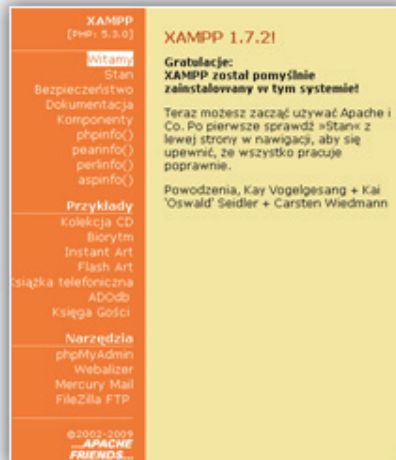 XAMPP
[PHP: 5.3.0]
Witamy
Stan
Bezpieczeństwo
Dokumentacja
Komponenty
phpinfo()
pearinfo()
perlinfo()
aspinfo()
Przykłady
Kolekcja CD
Biorytm
Instant Art
Flash Art
Książka telefoniczna
ADOdb
Księga Gości
Narzędzia
phpMyAdmin
Webalizer
Mercury Mail
FileZilla FTP
©2002-2009
...APACHE
FRIENDS...
XAMPP 1.7.2!
Gratulacje:
XAMPP został pomyślnie
zainstalowany w tym systemie!
Teraz możesz zacząć używać Apache i
Co. Po pierwsze sprawdź »Stan« z
lewej strony w nawigacji, aby się
upewnić, że wszystko pracuje
poprawnie.
Powodzenia, Kay Vogelgesang + Kai
'Oswald' Seidler + Carsten Wiedmann